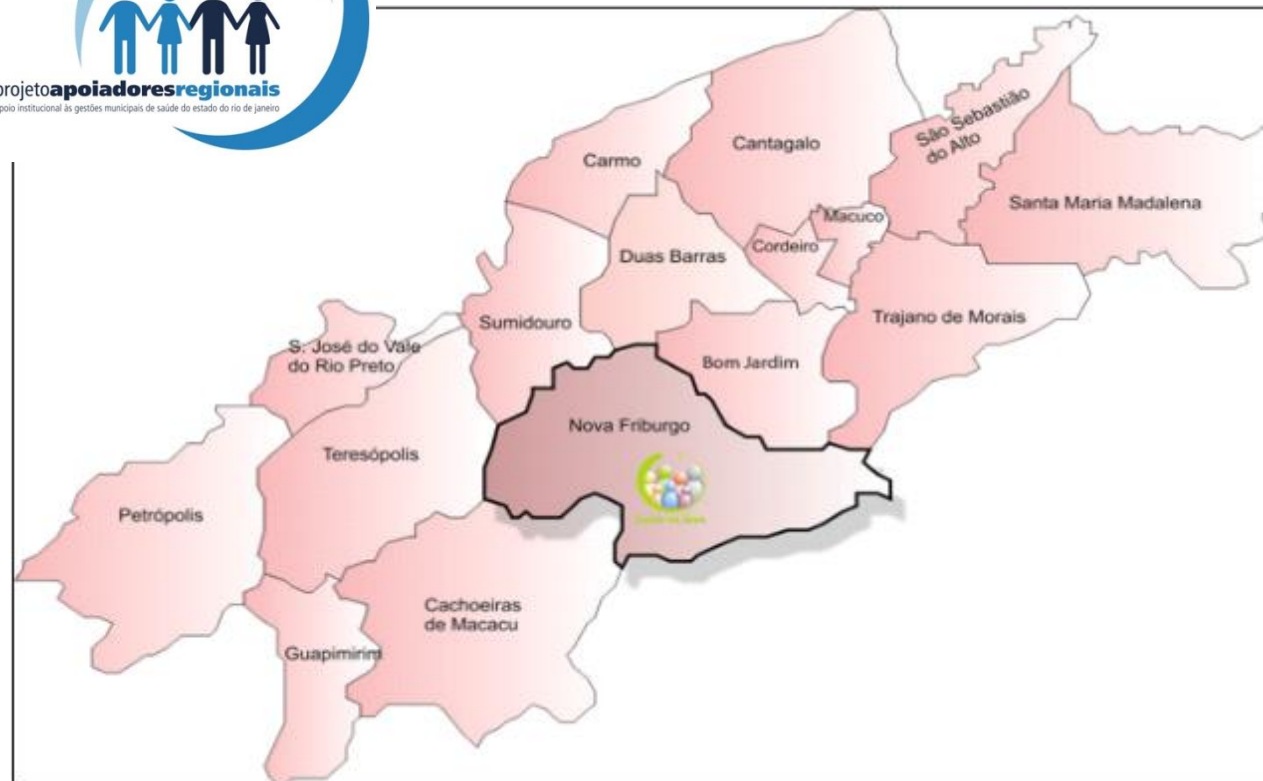 projetoapoiadoresregionais
apoio institucional às gestões municipais de saúde do estado do rio de janeiro
Carmo
Cantagalo
São Sebastião
do Alto
Santa Maria Madalena
Macuco
Cordeiro
Duas Barras
Trajano de Morais
Sumidouro
S. José do Vale
do Rio Preto
Bom Jardim
Nova Friburgo
Teresópolis
Petrópolis
Cachoeiras
de Macacu
Guapimirim